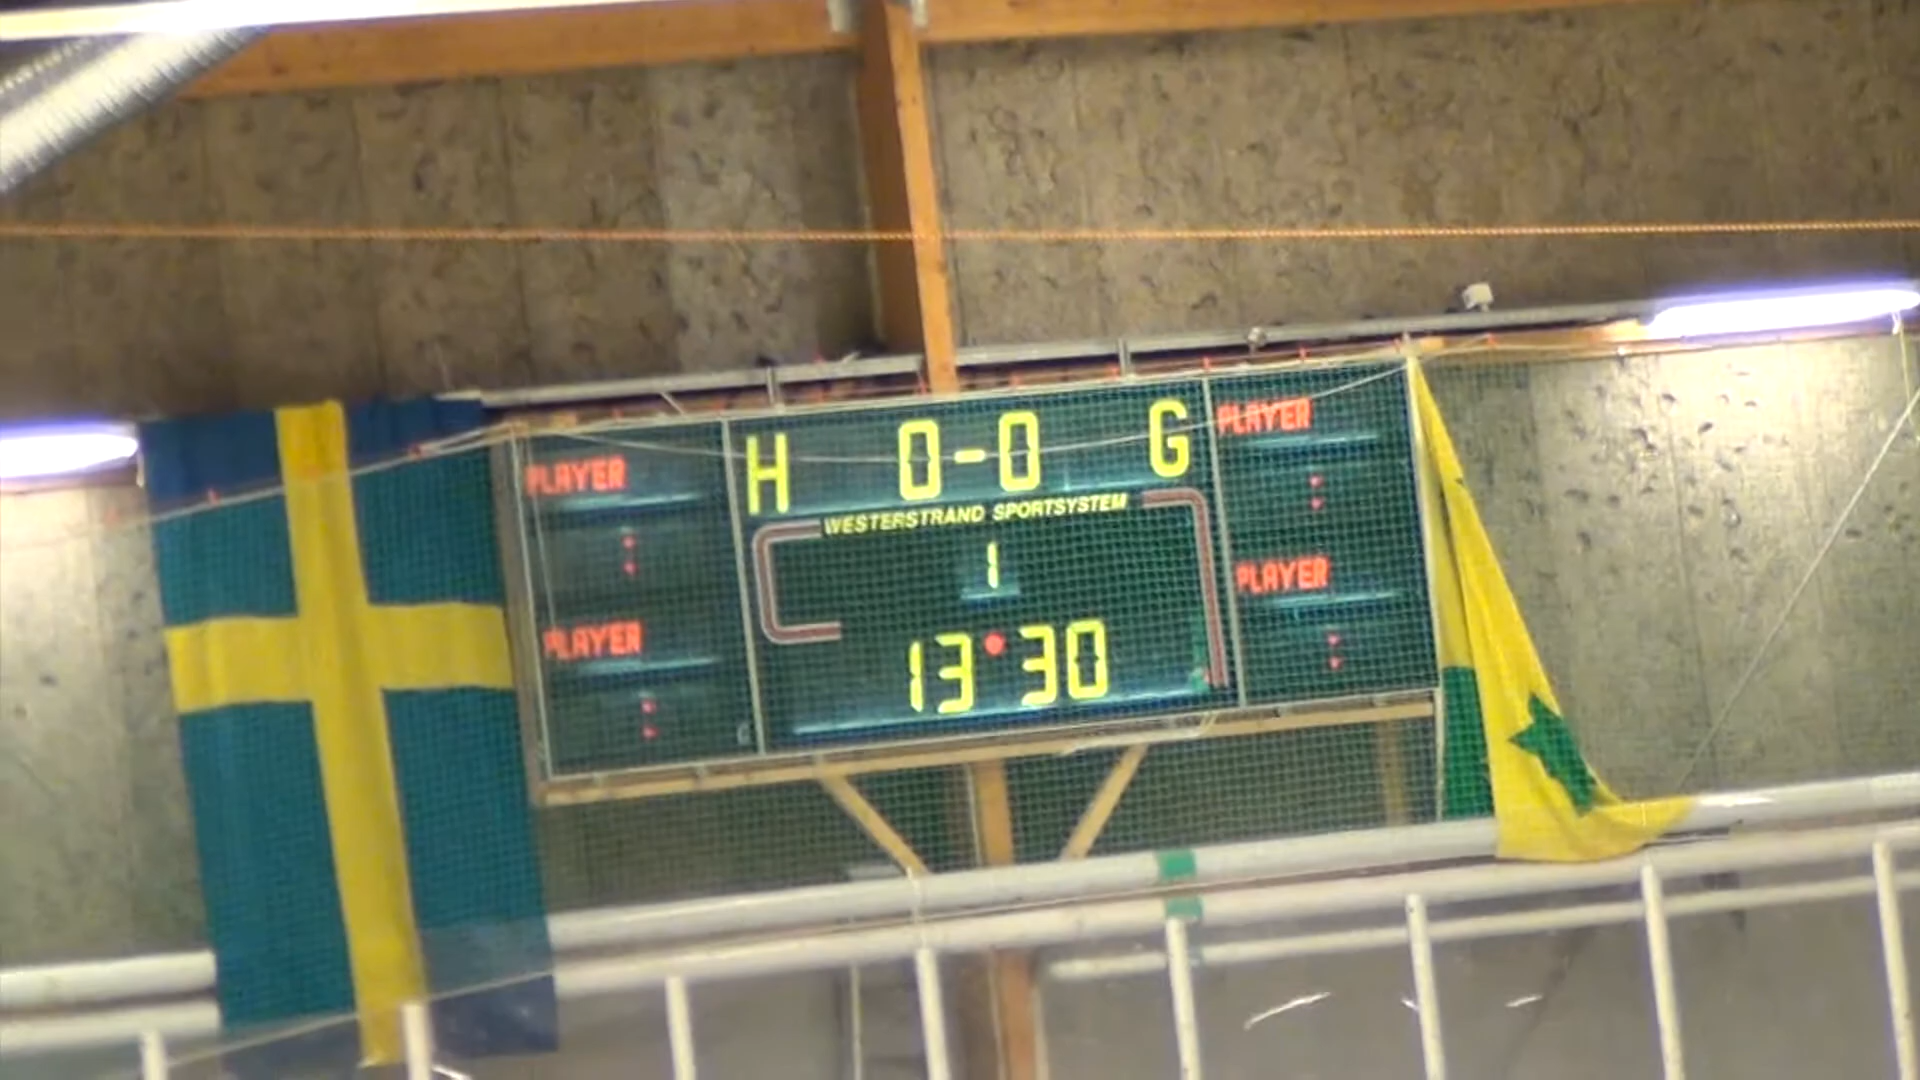 H 0-0 G
PLAYER
PLAYER
WESTERSTRAND SPORTSYSTEM
1
PLAYER
PLAYER
13:30